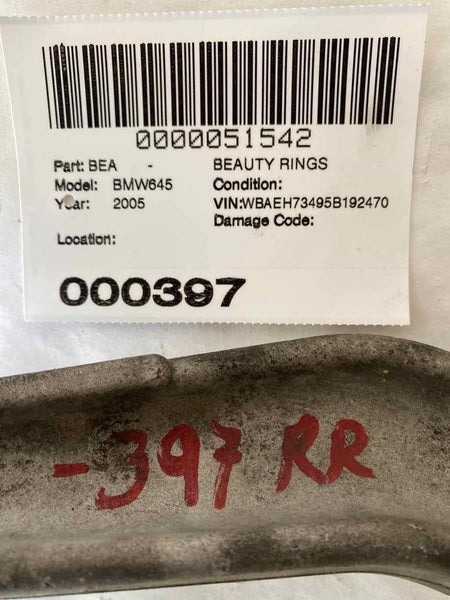 0000051542
Part: BEA - BEAUTY RINGS
Model: BMW645 Condition:
Year: 2005 VIN:WBAEH73495B192470
Damage Code:
Location:
000397
-397 RR